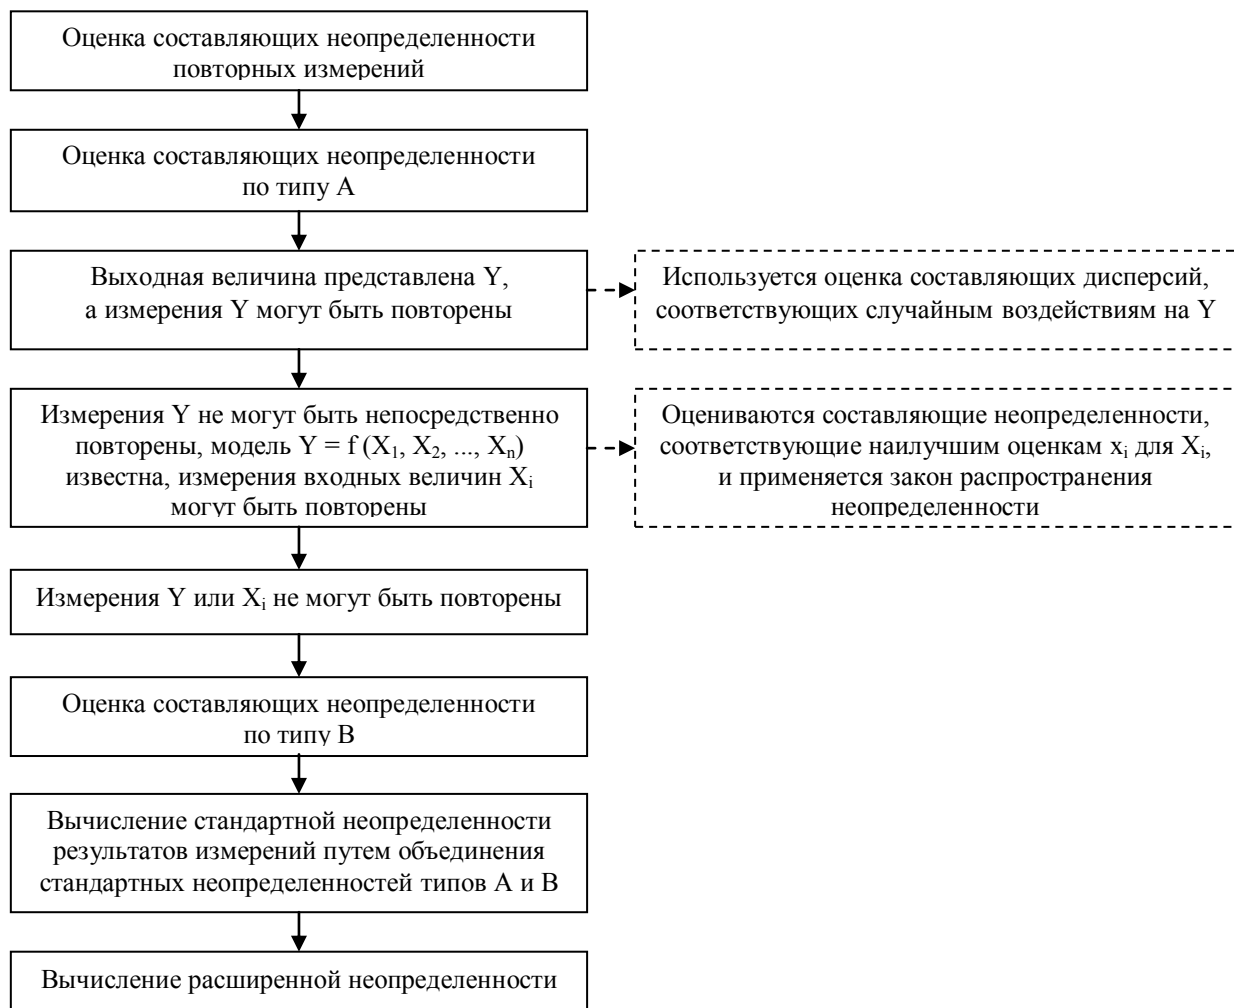 Оценка составляющих неопределенности
повторных измерений
Оценка составляющих неопределенности
по типу А
Выходная величина представлена Y,
а измерения Y могут быть повторены
Используется оценка составляющих дисперсий,
соответствующих случайным воздействиям на Y
Измерения Y не могут быть непосредственно
повторены, модель Y = f (X₁, X₂, ..., Xₙ)
известна, измерения входных величин Xᵢ
могут быть повторены
Оцениваются составляющие неопределенности,
соответствующие наилучшим оценкам xᵢ для Xᵢ,
и применяется закон распространения
неопределенности
Измерения Y или Xᵢ не могут быть повторены
Оценка составляющих неопределенности
по типу В
Вычисление стандартной неопределенности
результатов измерений путем объединения
стандартных неопределенностей типов А и В
Вычисление расширенной неопределенности